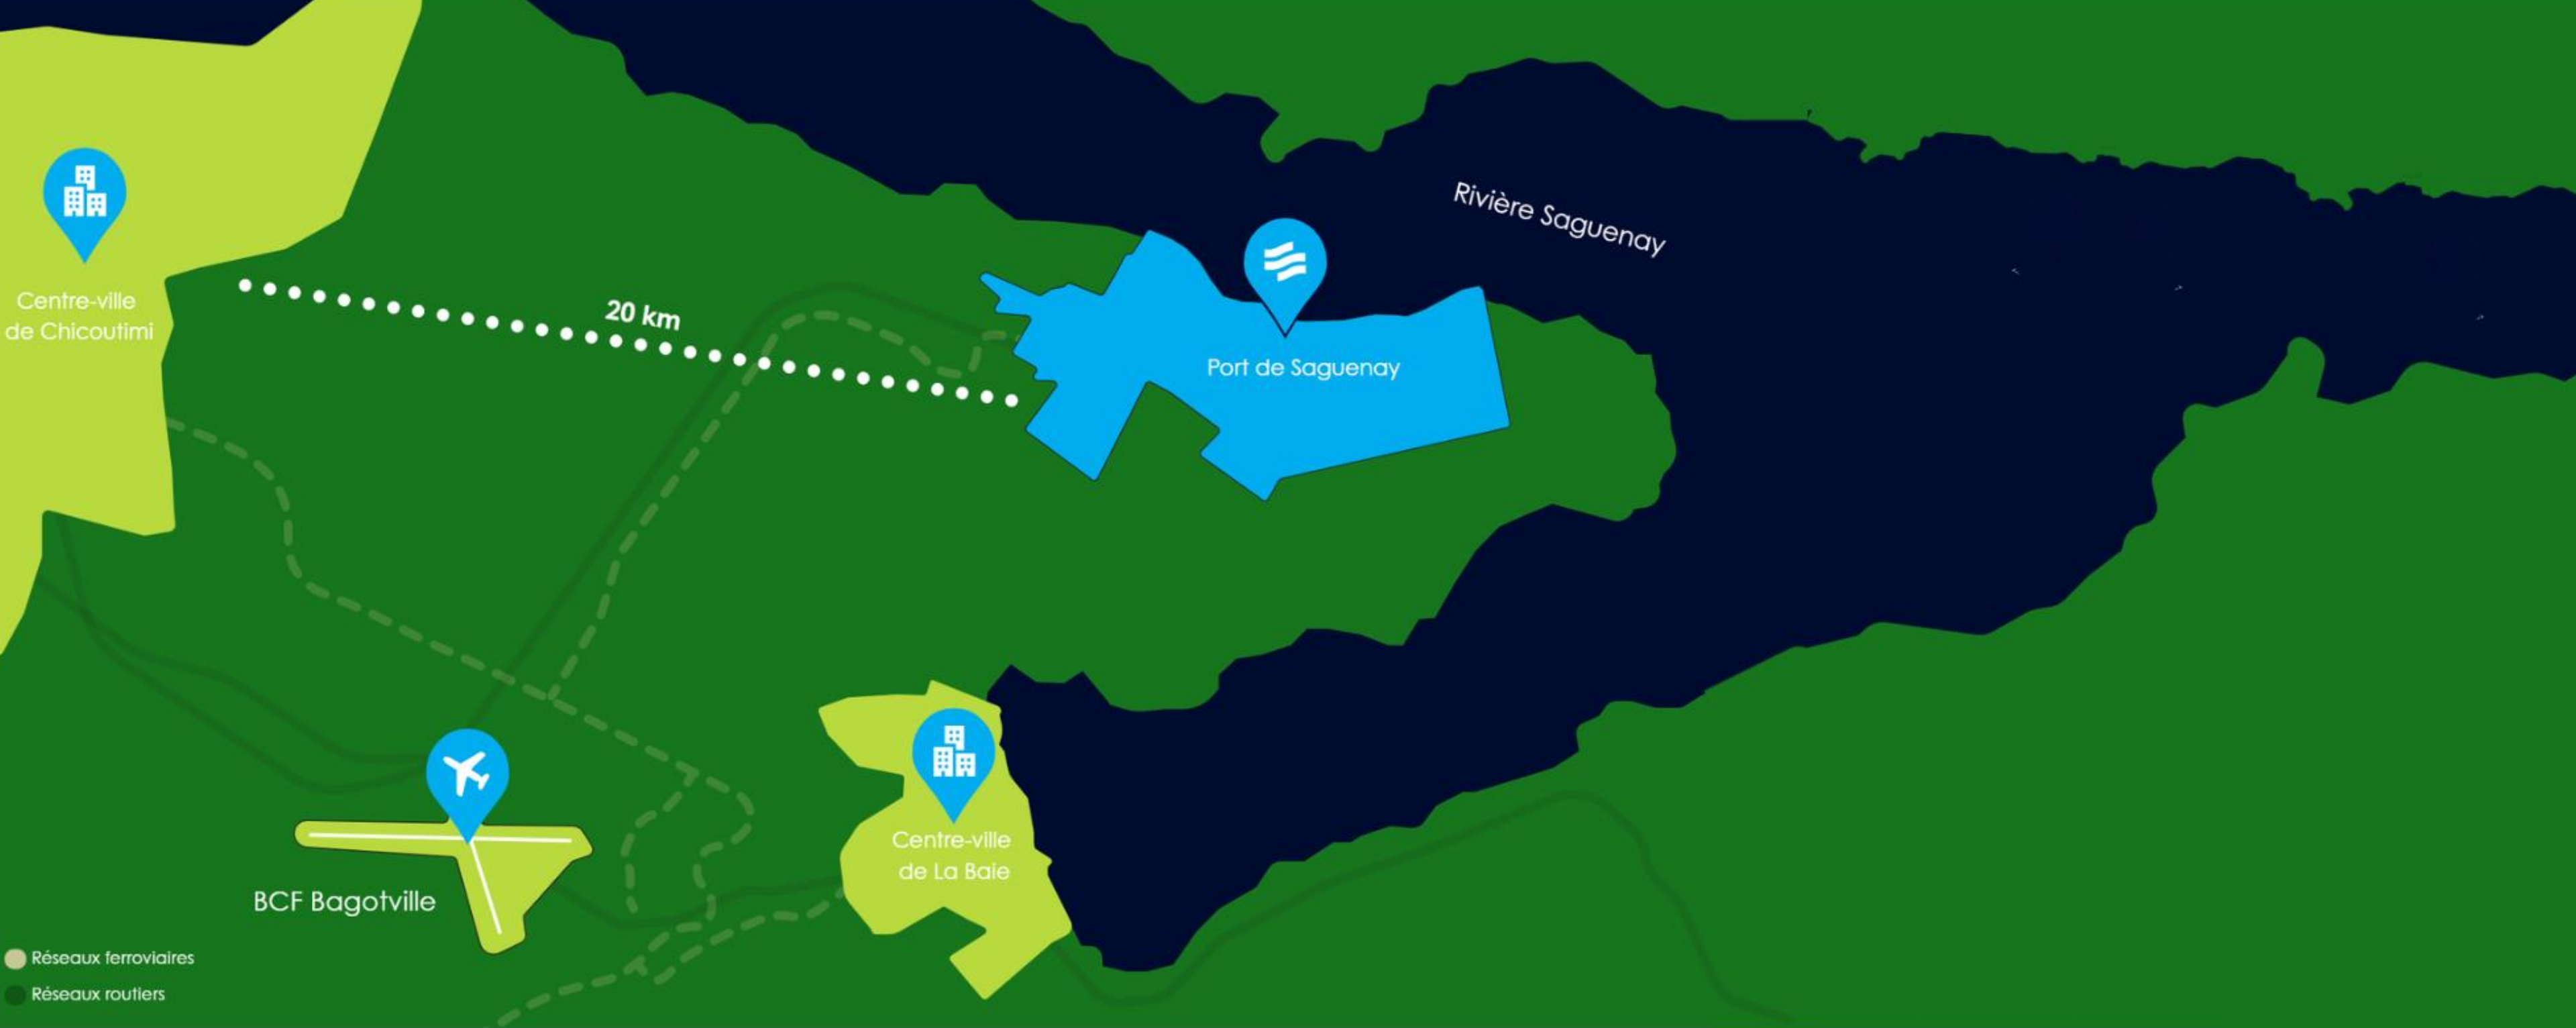 Rivière Saguenay
Centre-ville
de Chicoutimi
20 km
Port de Saguenay
Centre-ville
de La Baie
BCF Bagotville
Réseaux ferroviaires
Réseaux routiers